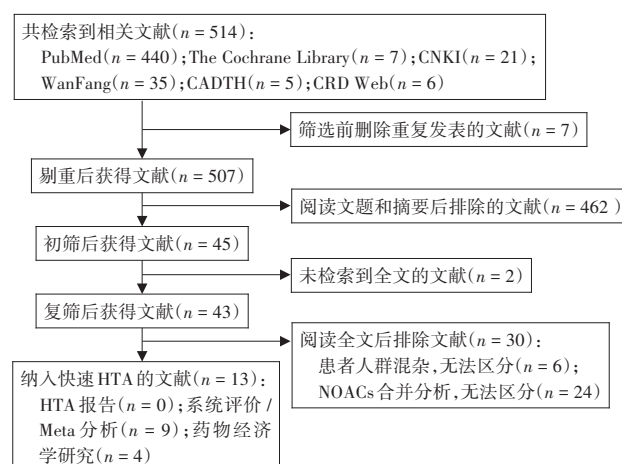 共检索到相关文献(n = 514)：
PubMed(n = 440)；The Cochrane Library(n = 7)；CNKI(n = 21)；
WanFang(n = 35)；CADTH(n = 5)；CRD Web(n = 6)
筛选前删除重复发表的文献(n = 7)
剔重后获得文献(n = 507)
阅读文题和摘要后排除的文献(n = 462)
初筛后获得文献(n = 45)
未检索到全文的文献(n = 2)
复筛后获得文献(n = 43)
阅读全文后排除文献(n = 30)：
患者人群混杂,无法区分(n = 6)；
NOACs合并分析,无法区分(n = 24)
纳入快速HTA的文献(n = 13)：
HTA报告(n = 0)；系统评价/
Meta分析(n = 9)；药物经济
学研究(n = 4)